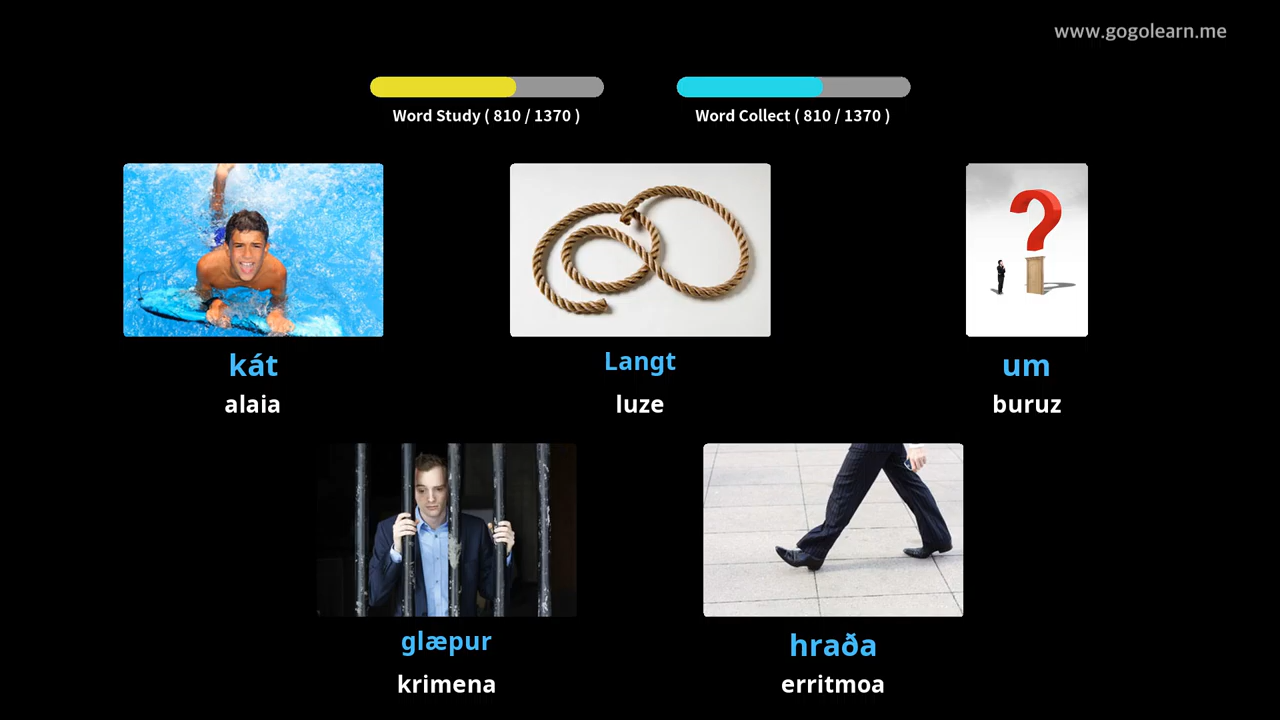 www.gogolearn.me
Word Study ( 810 / 1370 )
Word Collect ( 810 / 1370 )
kát
alaia
Langt
luze
um
buruz
glæpur
krimena
hraða
erritmoa